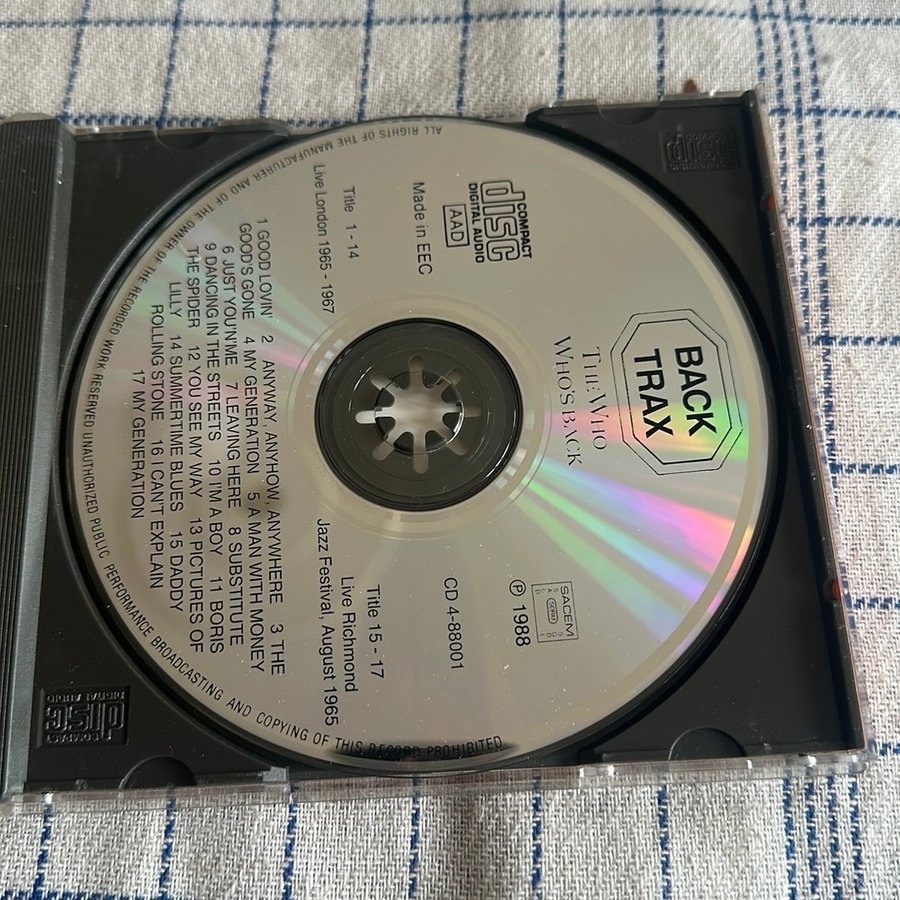 BACK
TRAX
THE WHO
WHO'S BACK
COMPACT
disc
DIGITAL AUDIO
AAD
Made in EEC
SACEM
SDRM
℗ 1988
CD 4-88001
Title 1 - 14
Live London 1965 - 1967
Title 15 - 17
Live Richmond
Jazz Festival, August 1965
1 GOOD LOVIN' 2 ANYWAY, ANYHOW, ANYWHERE 3 THE
GOOD'S GONE 4 MY GENERATION 5 A MAN WITH MONEY
6 JUST YOU'N'ME 7 LEAVING HERE 8 SUBSTITUTE
9 DANCING IN THE STREETS 10 I'M A BOY 11 BORIS
THE SPIDER 12 YOU SEE MY WAY 13 PICTURES OF
LILLY 14 SUMMERTIME BLUES 15 DADDY
ROLLING STONE 16 I CAN'T EXPLAIN
17 MY GENERATION
ALL RIGHTS OF THE MANUFACTURER AND OF THE OWNER OF THE RECORDED WORK RESERVED UNAUTHORIZED PUBLIC PERFORMANCE BROADCASTING AND COPYING OF THIS RECORD PROHIBITED
COMPACT
disc
DIGITAL AUDIO
COMPACT
disc
DIGITAL AUDIO